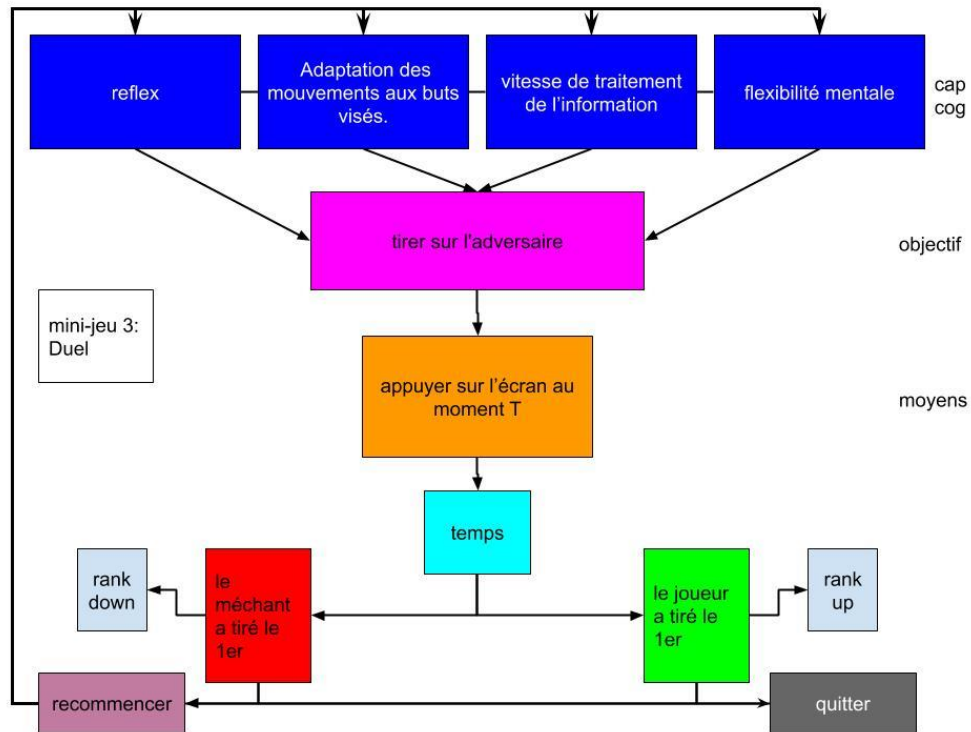 reflex
Adaptation des
mouvements aux buts
visés.
vitesse de traitement
de l'information
flexibilité mentale
cap
cog
tirer sur l'adversaire
objectif
mini-jeu 3:
Duel
appuyer sur l'écran au
moment T
moyens
temps
rank
down
le
méchant
a tiré le
1er
le joueur
a tiré le
1er
rank
up
recommencer
quitter